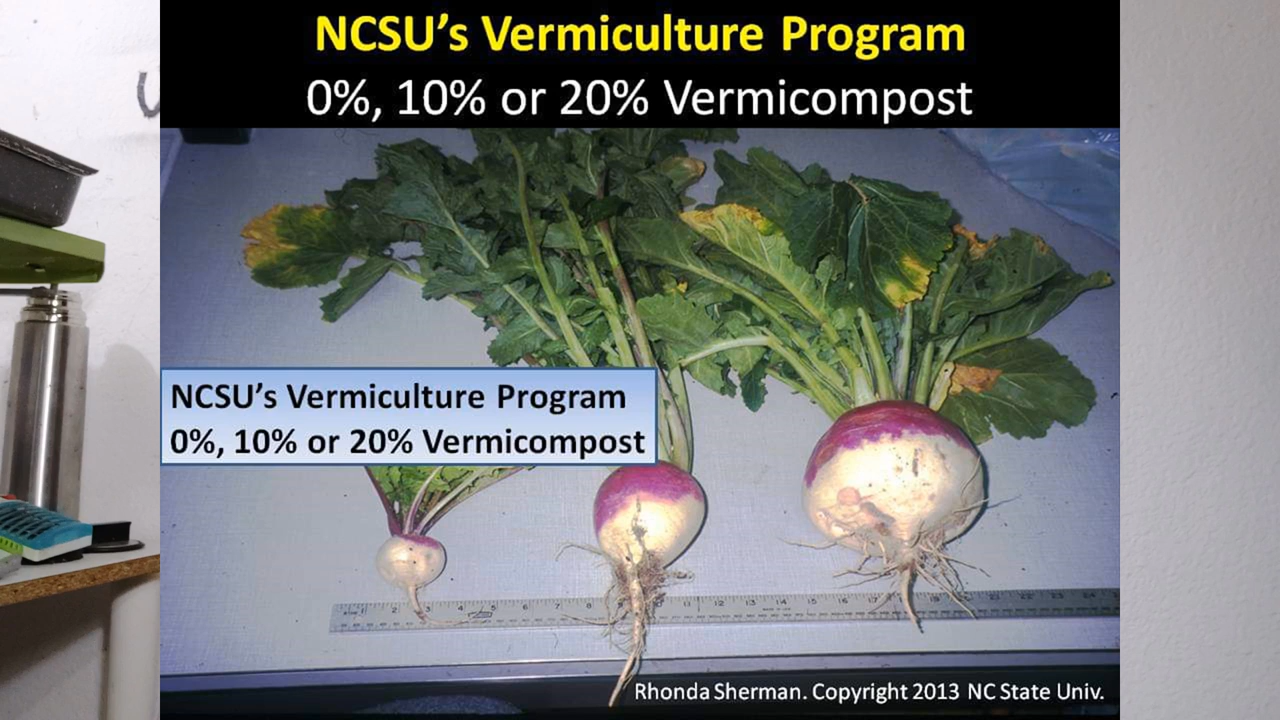 NCSU's Vermiculture Program
0%, 10% or 20% Vermicompost
NCSU's Vermiculture Program
0%, 10% or 20% Vermicompost
Rhonda Sherman. Copyright 2013 NC State Univ.